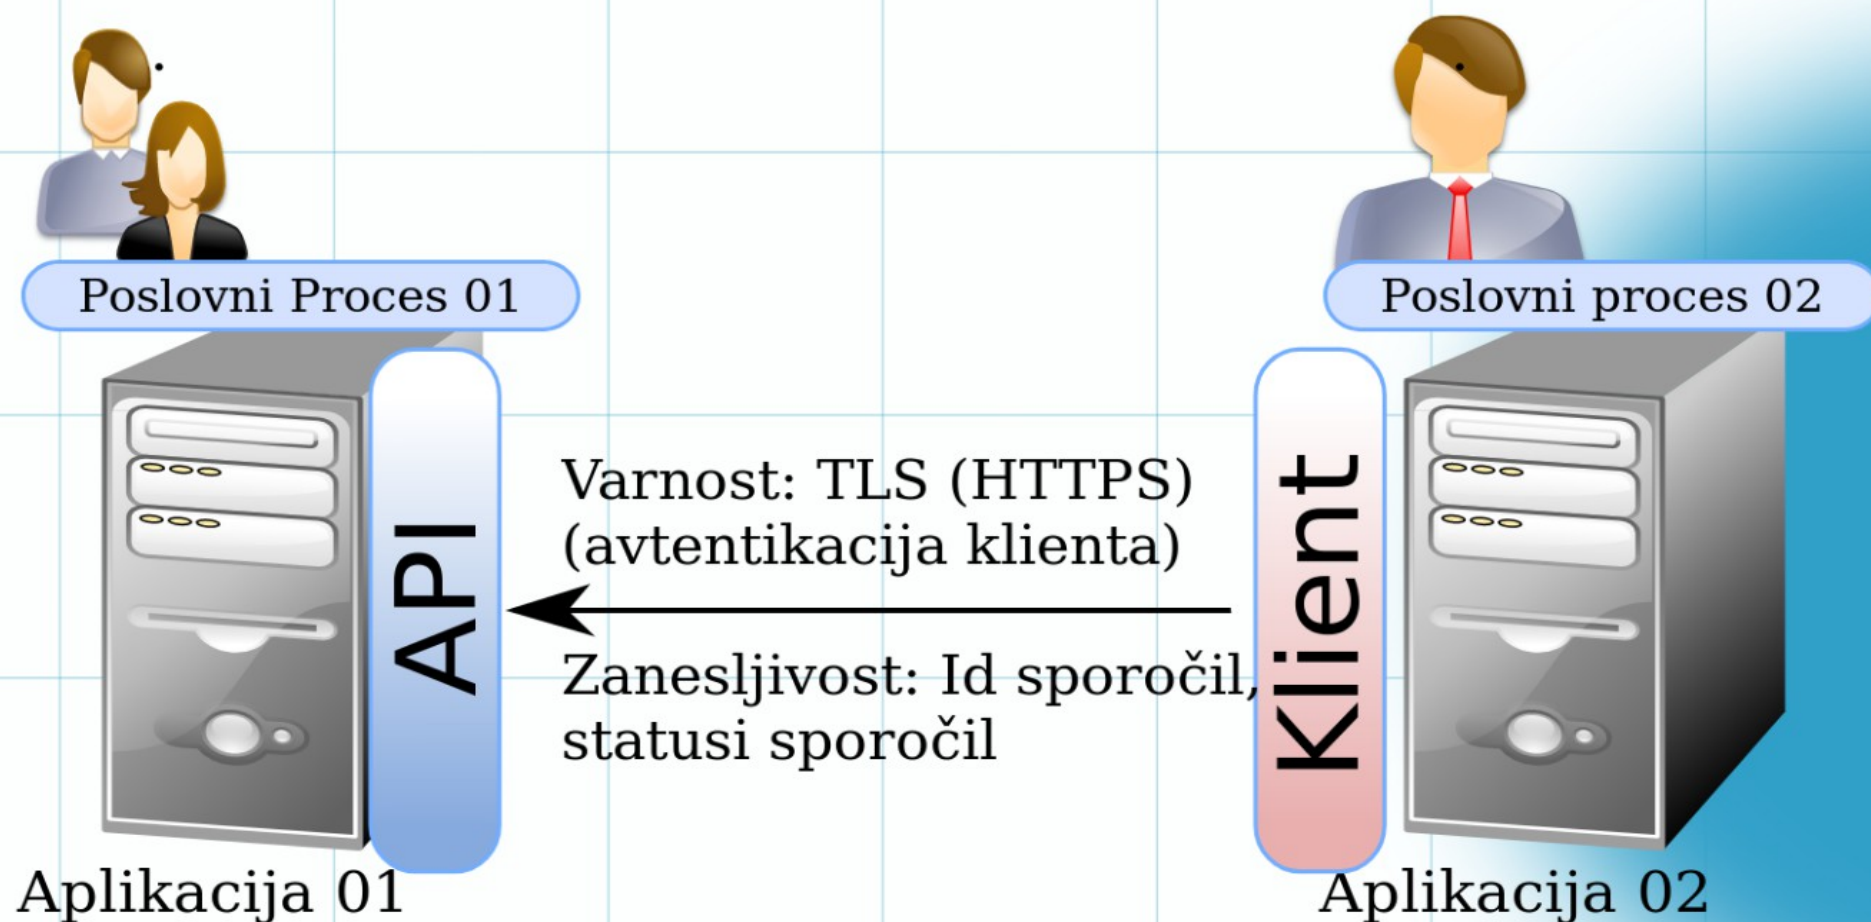 Poslovni Proces 01
Poslovni proces 02
API
Varnost: TLS (HTTPS)
(avtentikacija klienta)
Zanesljivost: Id sporočil,
statusi sporočil
Klient
Aplikacija 01
Aplikacija 02